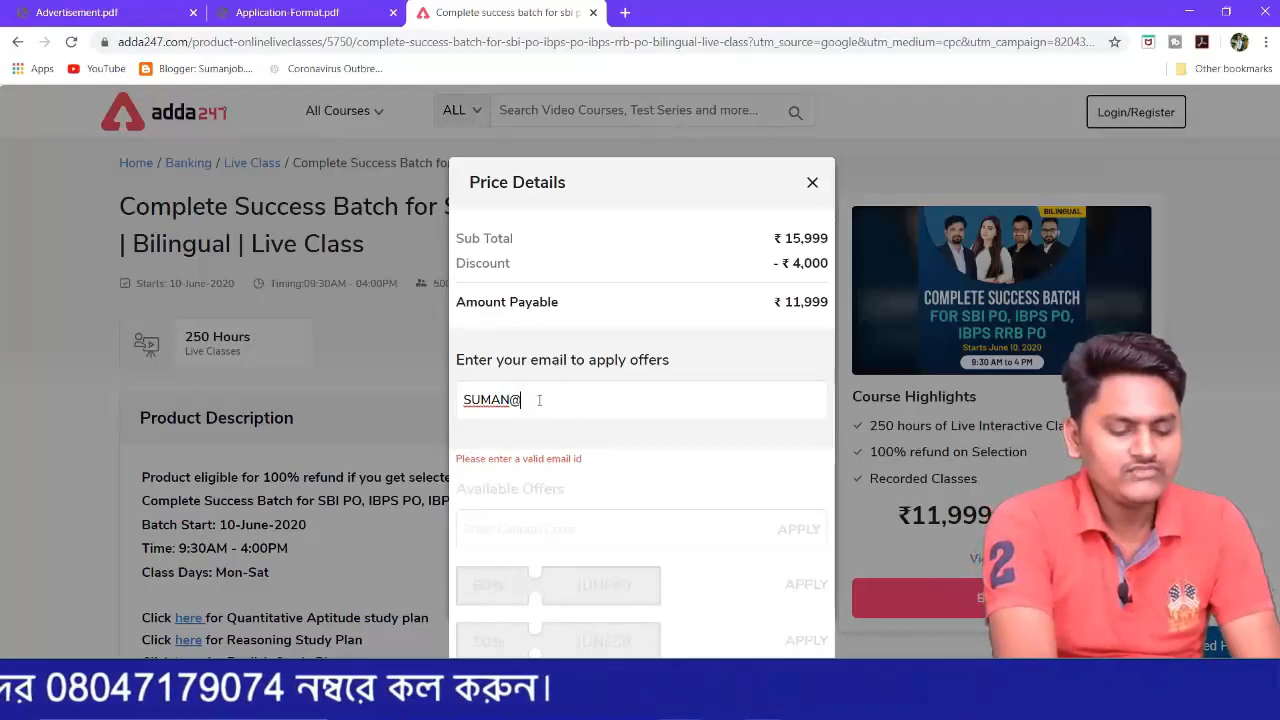 Advertisement.pdf
Application-Format.pdf
Complete success batch for sbi p
adda247.com/product-onlineliveclasses/5750/complete-success-batch-for-sbi-po-ibps-po-ibps-rrb-po-bilingual-live-class?utm_source=google&utm_medium=cpc&utm_campaign=82043...
Apps
YouTube
Blogger: Sumanjob...
Coronavirus Outbre...
Other bookmarks
adda247
All Courses
ALL
Search Video Courses, Test Series and more...
Login/Register
Home / Banking / Live Class / Complete Success Batch fo
Complete Success Batch for
| Bilingual | Live Class
Starts: 10-June-2020
Timing:09:30AM - 04:00PM
250 Hours
Live Classes
Product Description
Product eligible for 100% refund if you get selecte
Complete Success Batch for SBI PO, IBPS PO, IBP
Batch Start: 10-June-2020
Time: 9:30AM - 4:00PM
Class Days: Mon-Sat
Click here for Quantitative Aptitude study plan
Click here for Reasoning Study Plan
Price Details
Sub Total ₹ 15,999
Discount - ₹ 4,000
Amount Payable ₹ 11,999
Enter your email to apply offers
SUMAN@
Please enter a valid email id
Available Offers
Enter Coupon Code APPLY
APPLY
50% JUNE50 APPLY
BILINGUAL
COMPLETE SUCCESS BATCH
FOR SBI PO, IBPS PO,
IBPS RRB PO
Starts June 10, 2020
9:30 AM to 4 PM
Course Highlights
250 hours of Live Interactive Cla
100% refund on Selection
Recorded Classes
₹11,999
2
দের 08047179074 নম্বরে কল করুন।